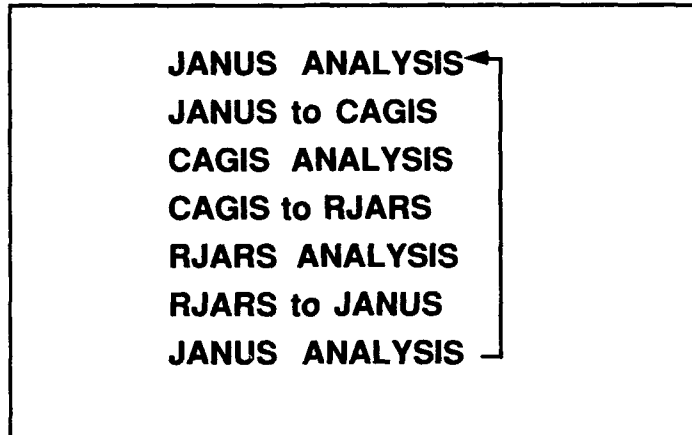 JANUS ANALYSIS
JANUS to CAGIS
CAGIS ANALYSIS
CAGIS to RJARS
RJARS ANALYSIS
RJARS to JANUS
JANUS ANALYSIS